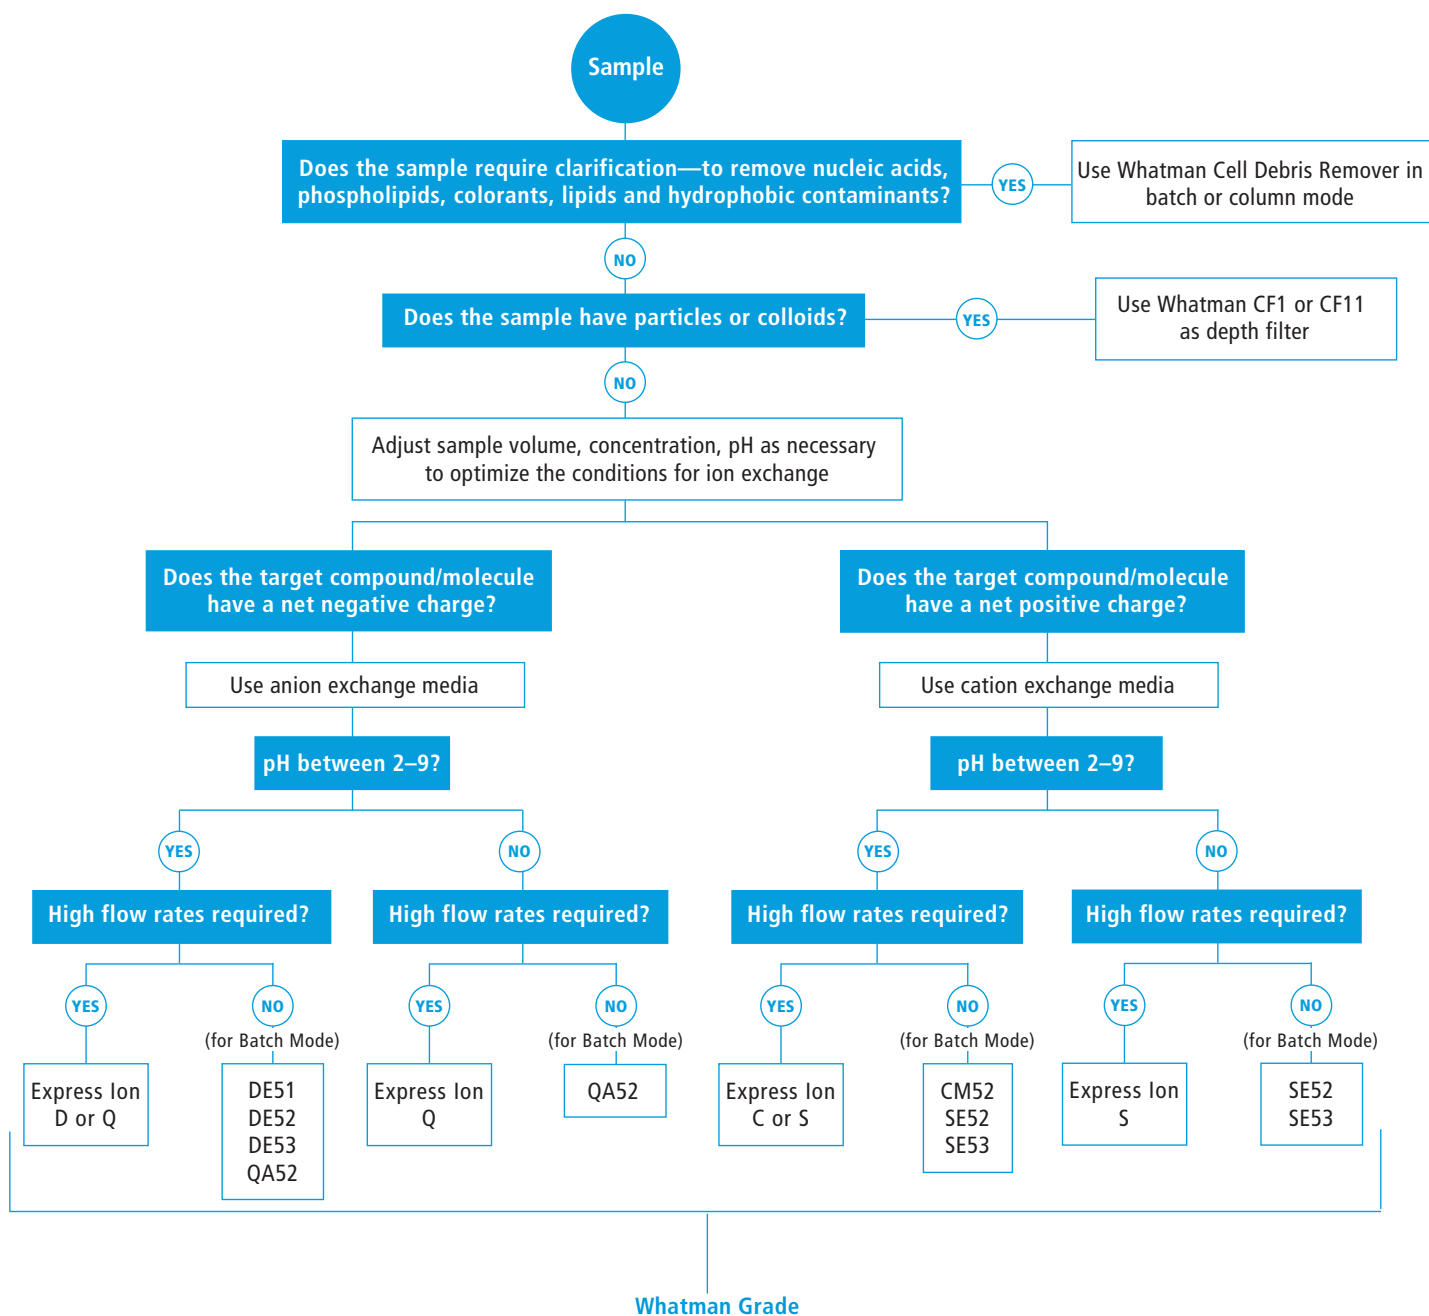 Sample
Does the sample require clarification—to remove nucleic acids,
phospholipids, colorants, lipids and hydrophobic contaminants?
YES
Use Whatman Cell Debris Remover in
batch or column mode
NO
Does the sample have particles or colloids?
YES
Use Whatman CF1 or CF11
as depth filter
NO
Adjust sample volume, concentration, pH as necessary
to optimize the conditions for ion exchange
Does the target compound/molecule
have a net negative charge?
Does the target compound/molecule
have a net positive charge?
Use anion exchange media
Use cation exchange media
pH between 2–9?
pH between 2–9?
YES
NO
YES
NO
High flow rates required?
High flow rates required?
High flow rates required?
High flow rates required?
YES
NO
YES
NO
YES
NO
YES
NO
(for Batch Mode)
(for Batch Mode)
(for Batch Mode)
(for Batch Mode)
Express Ion
D or Q
DE51
DE52
DE53
QA52
Express Ion
Q
QA52
Express Ion
C or S
CM52
SE52
SE53
Express Ion
S
SE52
SE53
Whatman Grade